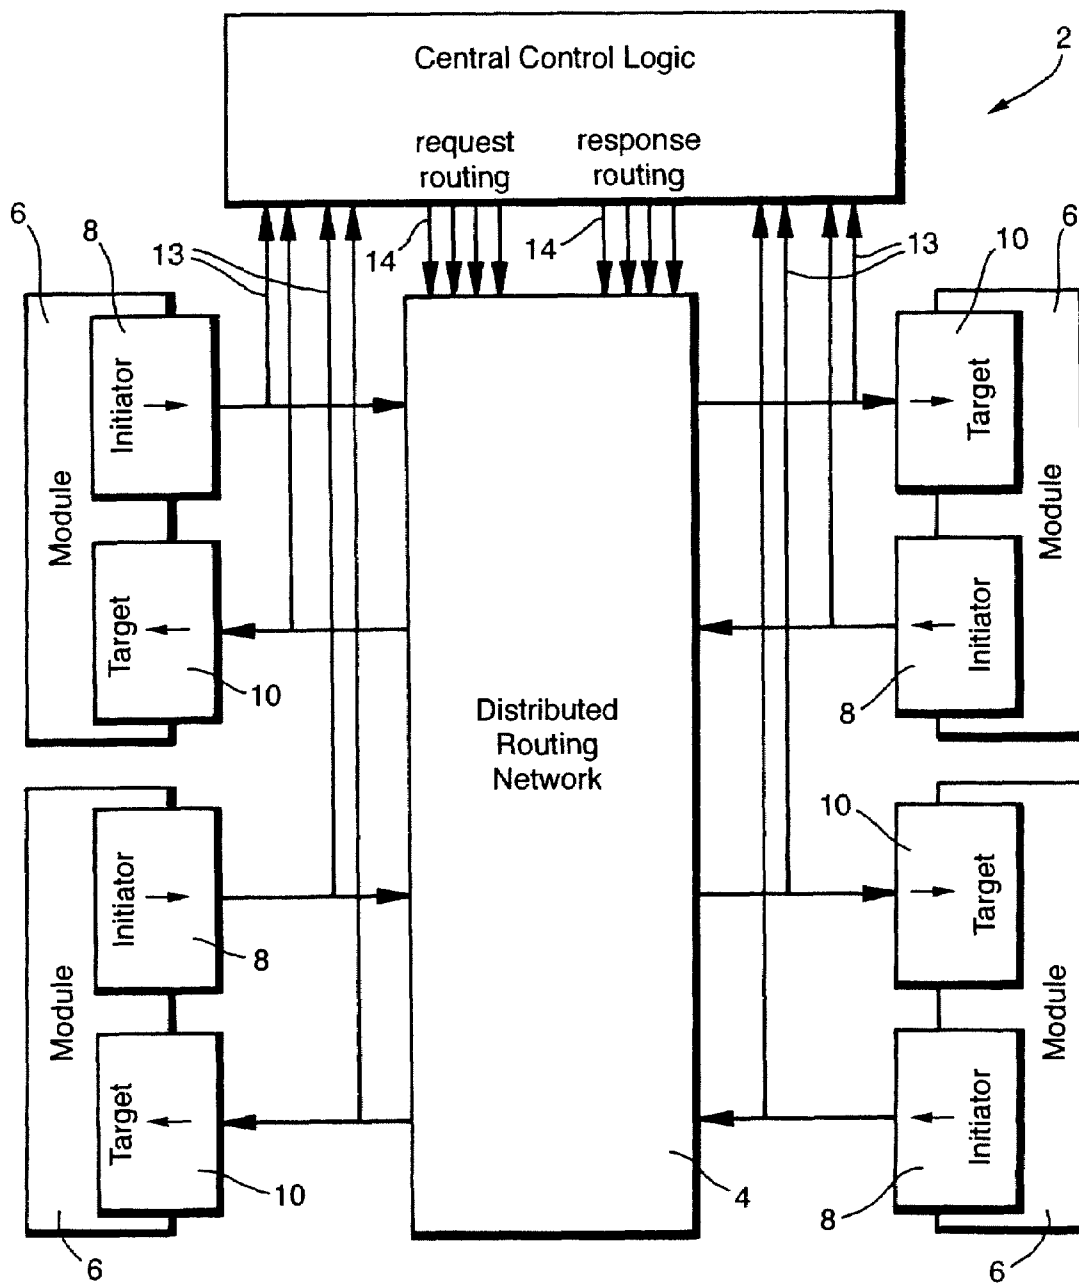 Central Control Logic
2
request
routing
response
routing
6
8
13
14
14
13
10
6
Initiator
Module
Target
10
Target
Module
Initiator
8
Distributed
Routing
Network
Initiator
8
Module
Target
10
6
10
Target
Module
Initiator
8
4
6